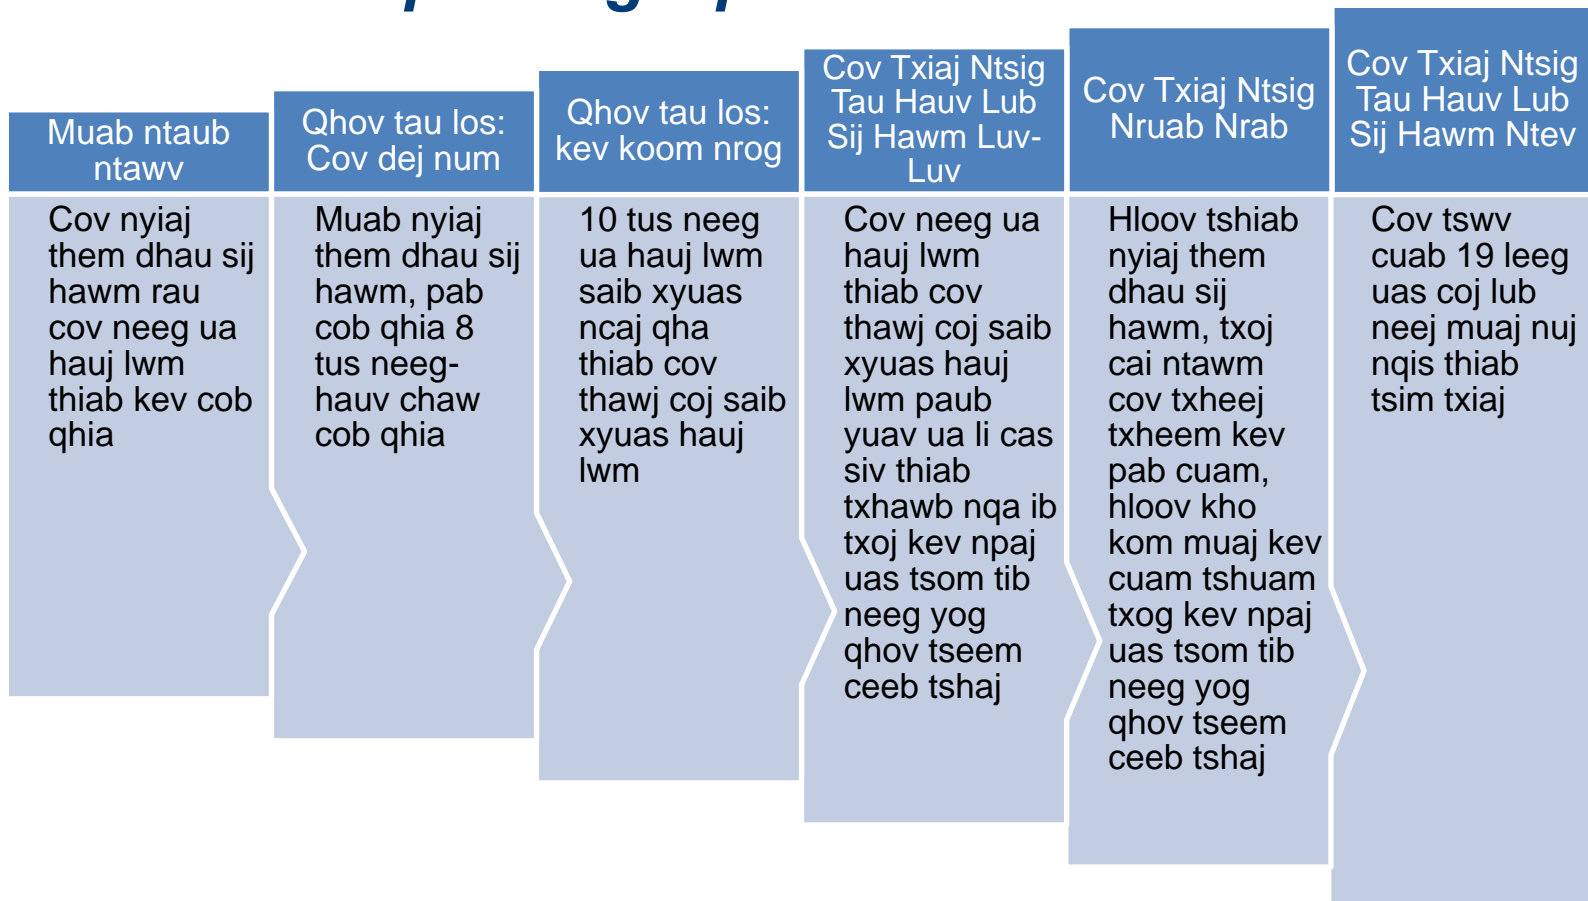 Muab ntaub
ntawv
Cov nyiaj
them dhau sij
hawm rau
cov neeg ua
hauj lwm
thiab kev cob
qhia
Qhov tau los:
Cov dej num
Muab nyiaj
them dhau sij
hawm, pab
cob qhia 8
tus neeg-
hauv chaw
cob qhia
Qhov tau los:
kev koom nrog
10 tus neeg
ua hauj lwm
saib xyuas
ncaj qha
thiab cov
thawj coj saib
xyuas hauj
lwm
Cov Txiaj Ntsig
Tau Hauv Lub
Sij Hawm Luv-
Luv
Cov neeg ua
hauj lwm
thiab cov
thawj coj saib
xyuas hauj
lwm paub
yuav ua li cas
siv thiab
txhawb nqa ib
txoj kev npaj
uas tsom tib
neeg yog
qhov tseem
ceeb tshaj
Cov Txiaj Ntsig
Nruab Nrab
Hloov tshiab
nyiaj them
dhau sij
hawm, txoj
cai ntawm
cov txheej
txheem kev
pab cuam,
hloov kho
kom muaj kev
cuam tshuam
txog kev npaj
uas tsom tib
neeg yog
qhov tseem
ceeb tshaj
Cov Txiaj Ntsig
Tau Hauv Lub
Sij Hawm Ntev
Cov tswv
cuab 19 leeg
uas coj lub
neej muaj nuj
nqis thiab
tsim txiaj